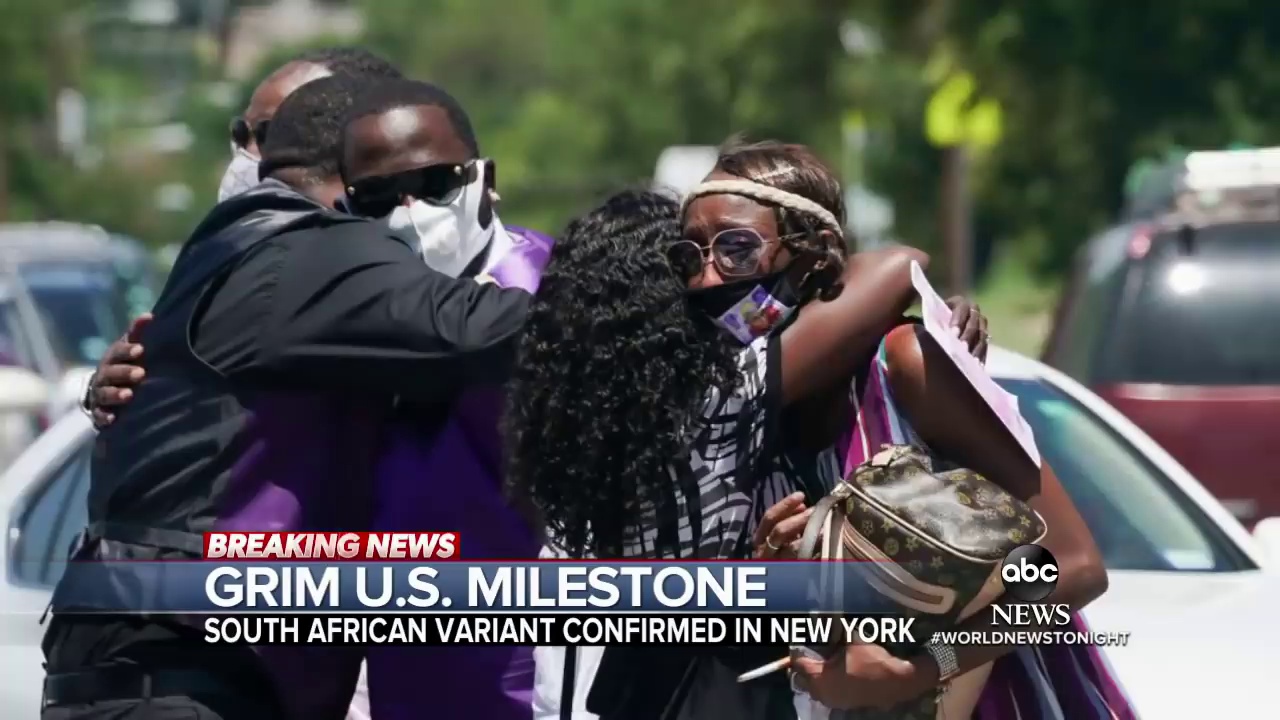 BREAKING NEWS
GRIM U.S. MILESTONE
SOUTH AFRICAN VARIANT CONFIRMED IN NEW YORK
abc
NEWS
#WORLDNEWSTONIGHT